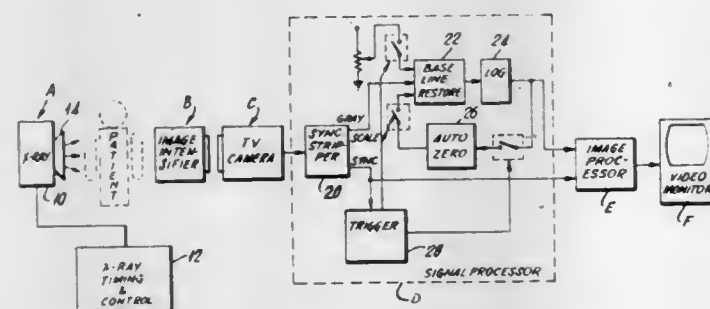 A
14
X-RAY
10
PATIENT
B
IMAGE
INTEN-
SIFIER
C
TV
CAMERA
SYNC
STRIP-
PER
20
GRAY
SCALE
SYNC
22
BASE
LINE
RESTORE
24
LOG
26
AUTO
ZERO
TRIGGER
28
SIGNAL PROCESSOR
D
IMAGE
PROC-
ESSOR
E
VIDEO
MONITOR
F
12
X-RAY
TIMING
&
CONTROL